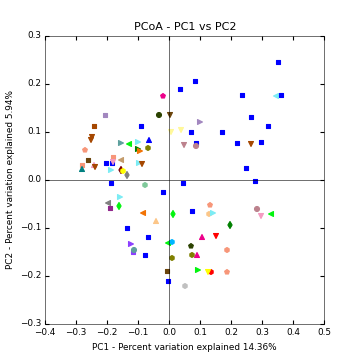 PCoA - PC1 vs PC2
0.3
0.2
0.1
0.0
−0.1
−0.2
−0.3
PC2 - Percent variation explained 5.94%
−0.4 −0.3 −0.2 −0.1 0.0 0.1 0.2 0.3 0.4 0.5
PC1 - Percent variation explained 14.36%